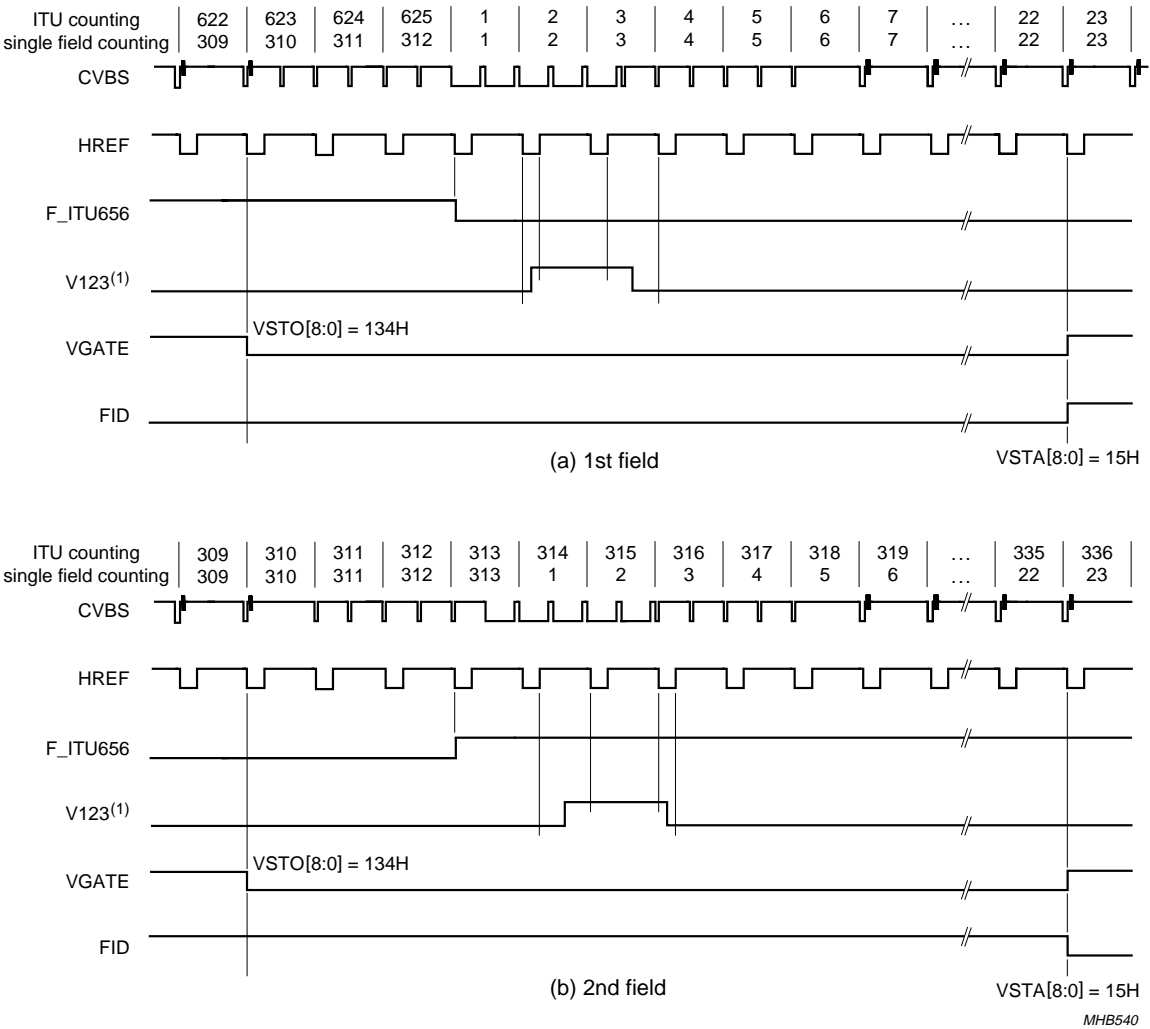 ITU counting 622 623 624 625 1 2 3 4 5 6 7 ... 22 23
single field counting 309 310 311 312 1 2 3 4 5 6 7 ... 22 23
CVBS
HREF
F_ITU656
V123(1)
VSTO[8:0] = 134H
VGATE
FID
(a) 1st field
VSTA[8:0] = 15H
ITU counting 309 310 311 312 313 314 315 316 317 318 319 ... 335 336
single field counting 309 310 311 312 313 1 2 3 4 5 6 ... 22 23
CVBS
HREF
F_ITU656
V123(1)
VSTO[8:0] = 134H
VGATE
FID
(b) 2nd field
VSTA[8:0] = 15H
MHB540